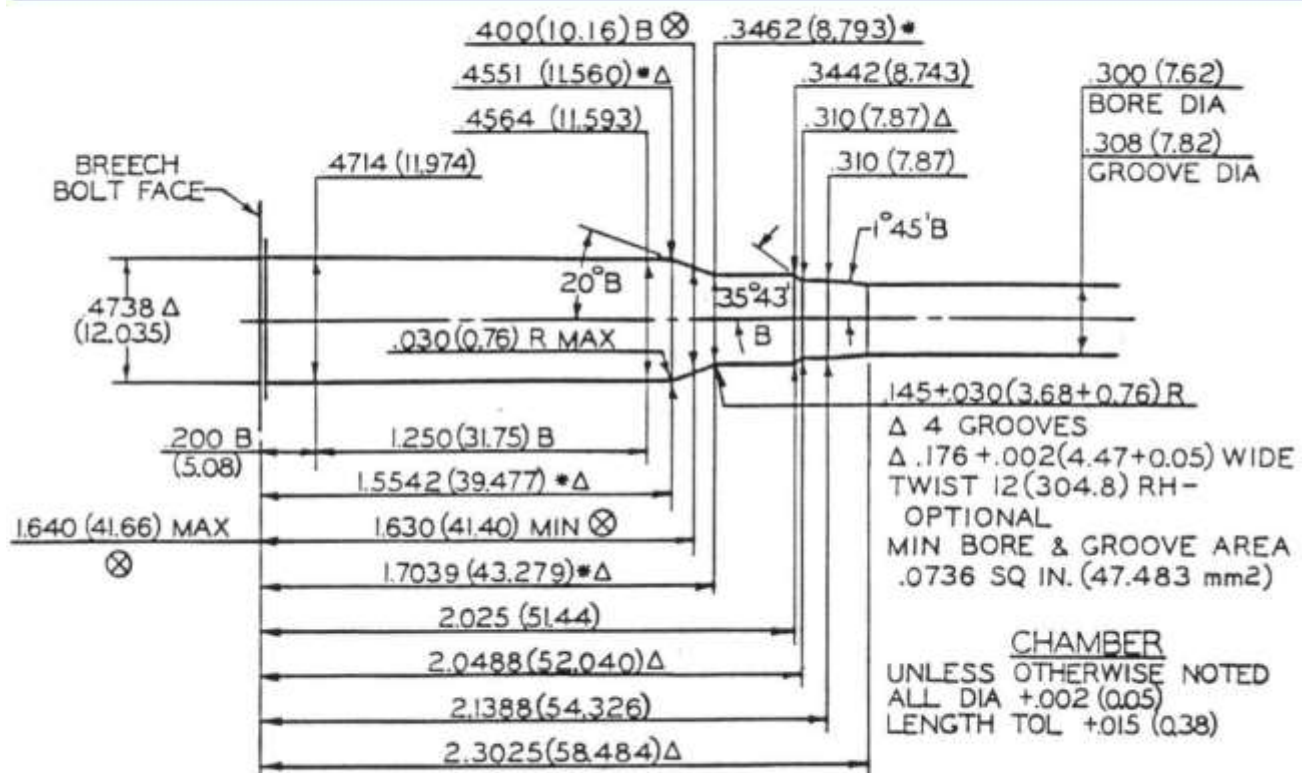 .400(10.16) B ⊗
.3462 (8.793)*
.4551 (11.560)*Δ
.3442(8.743)
.300 (7.62)
BORE DIA
.4564 (11.593)
.310 (7.87)Δ
.308 (7.82)
GROOVE DIA
BREECH
BOLT FACE
.4714 (11.974)
.310 (7.87)
1°45'B
20°B
35°43'
B
.4738 Δ
(12.035)
.030(0.76) R MAX
.145+.030(3.68+0.76) R
Δ 4 GROOVES
Δ .176 +.002(4.47+0.05) WIDE
TWIST 12(304.8) RH-
OPTIONAL
MIN BORE & GROOVE AREA
.0736 SQ IN. (47.483 mm2)
.200 B
(5.08)
1.250(31.75) B
1.5542 (39.477) *Δ
1.640 (41.66) MAX
⊗
1.630 (41.40) MIN ⊗
1.7039 (43.279)*Δ
2.025 (51.44)
2.0488(52.040)Δ
2.1388(54.326)
2.3025(58.484)Δ
CHAMBER
UNLESS OTHERWISE NOTED
ALL DIA +.002 (0.05)
LENGTH TOL +.015 (0.38)